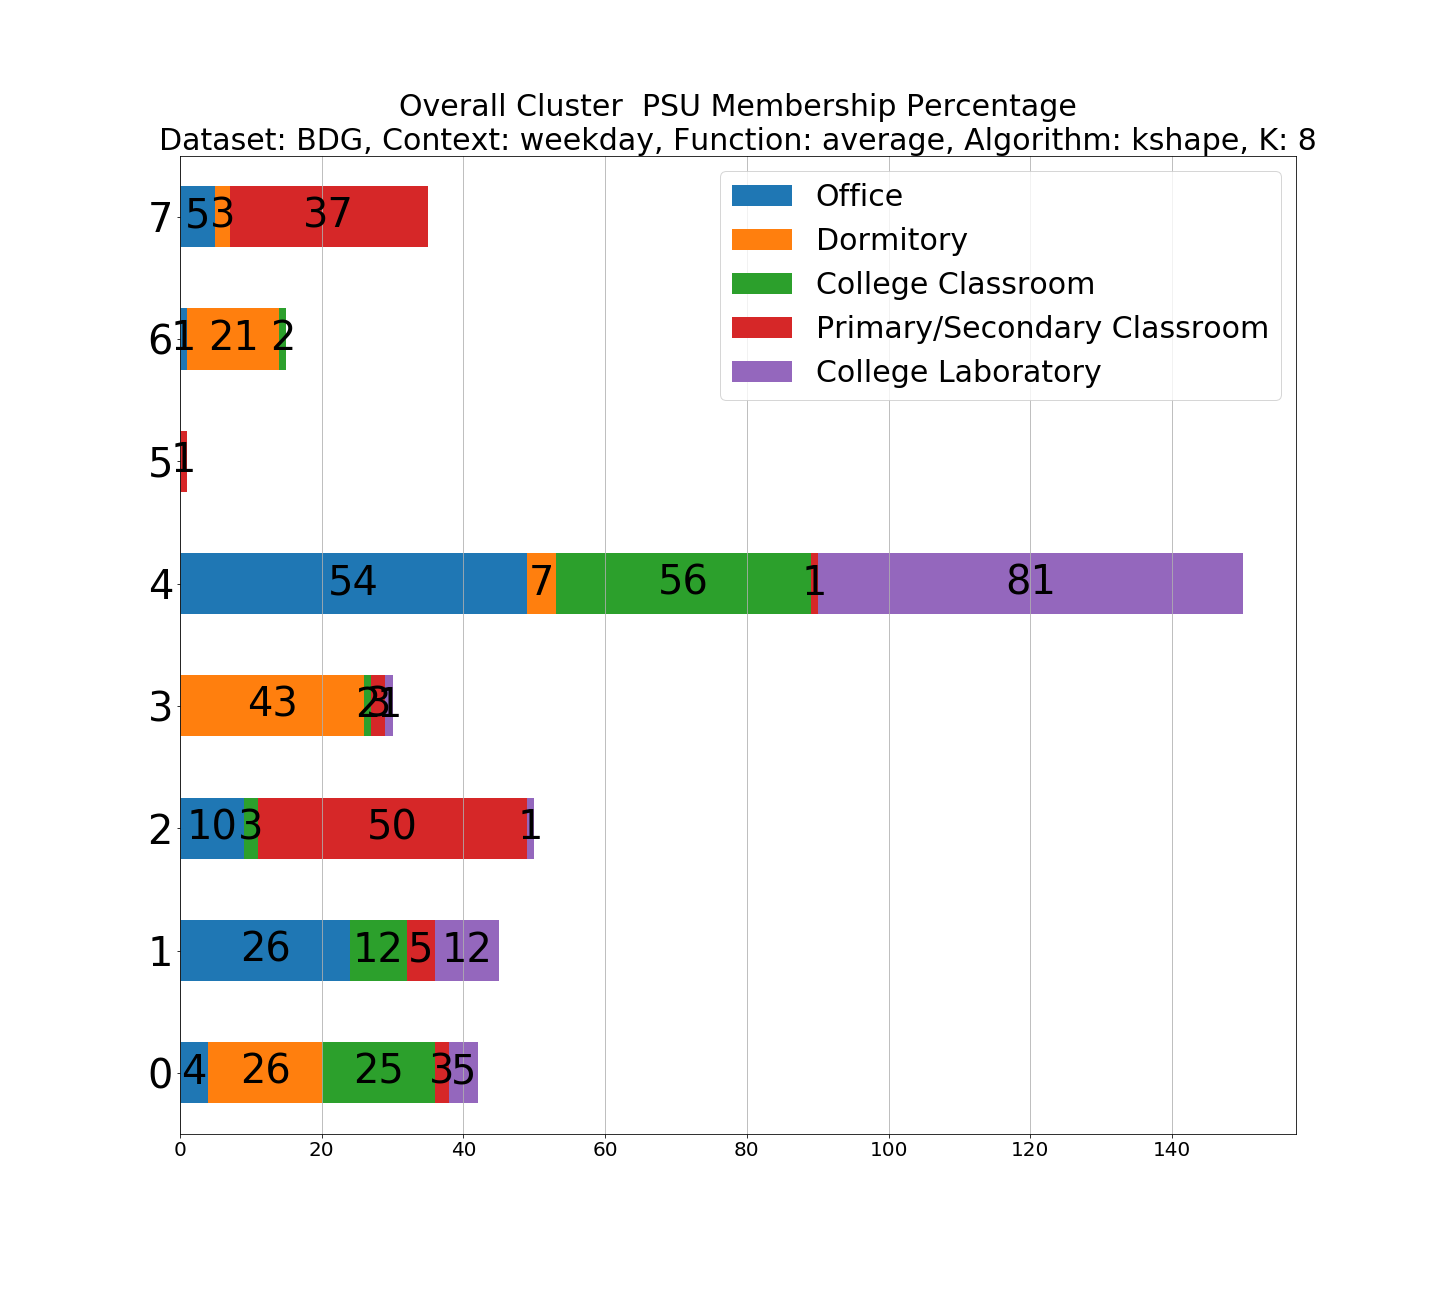 Overall Cluster  PSU Membership Percentage
Dataset: BDG, Context: weekday, Function: average, Algorithm: kshape, K: 8
Office
Dormitory
College Classroom
Primary/Secondary Classroom
College Laboratory
7 5 3 37
6 1 21 2
5 1
4 54 7 56 1 81
3 43 2 3 1
2 10 3 50 1
1 26 12 5 12
0 4 26 25 3 5
0 20 40 60 80 100 120 140